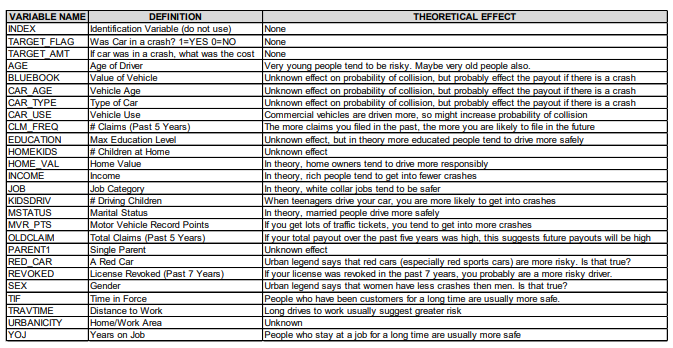 VARIABLE NAME DEFINITION THEORETICAL EFFECT
INDEX Identification Variable (do not use) None
TARGET_FLAG Was Car in a crash? 1=YES 0=NO None
TARGET_AMT If car was in a crash, what was the cost None
AGE Age of Driver Very young people tend to be risky. Maybe very old people also.
BLUEBOOK Value of Vehicle Unknown effect on probability of collision, but probably effect the payout if there is a crash
CAR_AGE Vehicle Age Unknown effect on probability of collision, but probably effect the payout if there is a crash
CAR_TYPE Type of Car Unknown effect on probability of collision, but probably effect the payout if there is a crash
CAR_USE Vehicle Use Commercial vehicles are driven more, so might increase probability of collision
CLM_FREQ # Claims (Past 5 Years) The more claims you filed in the past, the more you are likely to file in the future
EDUCATION Max Education Level Unknown effect, but in theory more educated people tend to drive more safely
HOMEKIDS # Children at Home Unknown effect
HOME_VAL Home Value In theory, home owners tend to drive more responsibly
INCOME Income In theory, rich people tend to get into fewer crashes
JOB Job Category In theory, white collar jobs tend to be safer
KIDSDRIV # Driving Children When teenagers drive your car, you are more likely to get into crashes
MSTATUS Marital Status In theory, married people drive more safely
MVR_PTS Motor Vehicle Record Points If you get lots of traffic tickets, you tend to get into more crashes
OLDCLAIM Total Claims (Past 5 Years) If your total payout over the past five years was high, this suggests future payouts will be high
PARENT1 Single Parent Unknown effect
RED_CAR A Red Car Urban legend says that red cars (especially red sports cars) are more risky. Is that true?
REVOKED License Revoked (Past 7 Years) If your license was revoked in the past 7 years, you probably are a more risky driver.
SEX Gender Urban legend says that women have less crashes then men. Is that true?
TIF Time in Force People who have been customers for a long time are usually more safe.
TRAVTIME Distance to Work Long drives to work usually suggest greater risk
URBANICITY Home/Work Area Unknown
YOJ Years on Job People who stay at a job for a long time are usually more safe